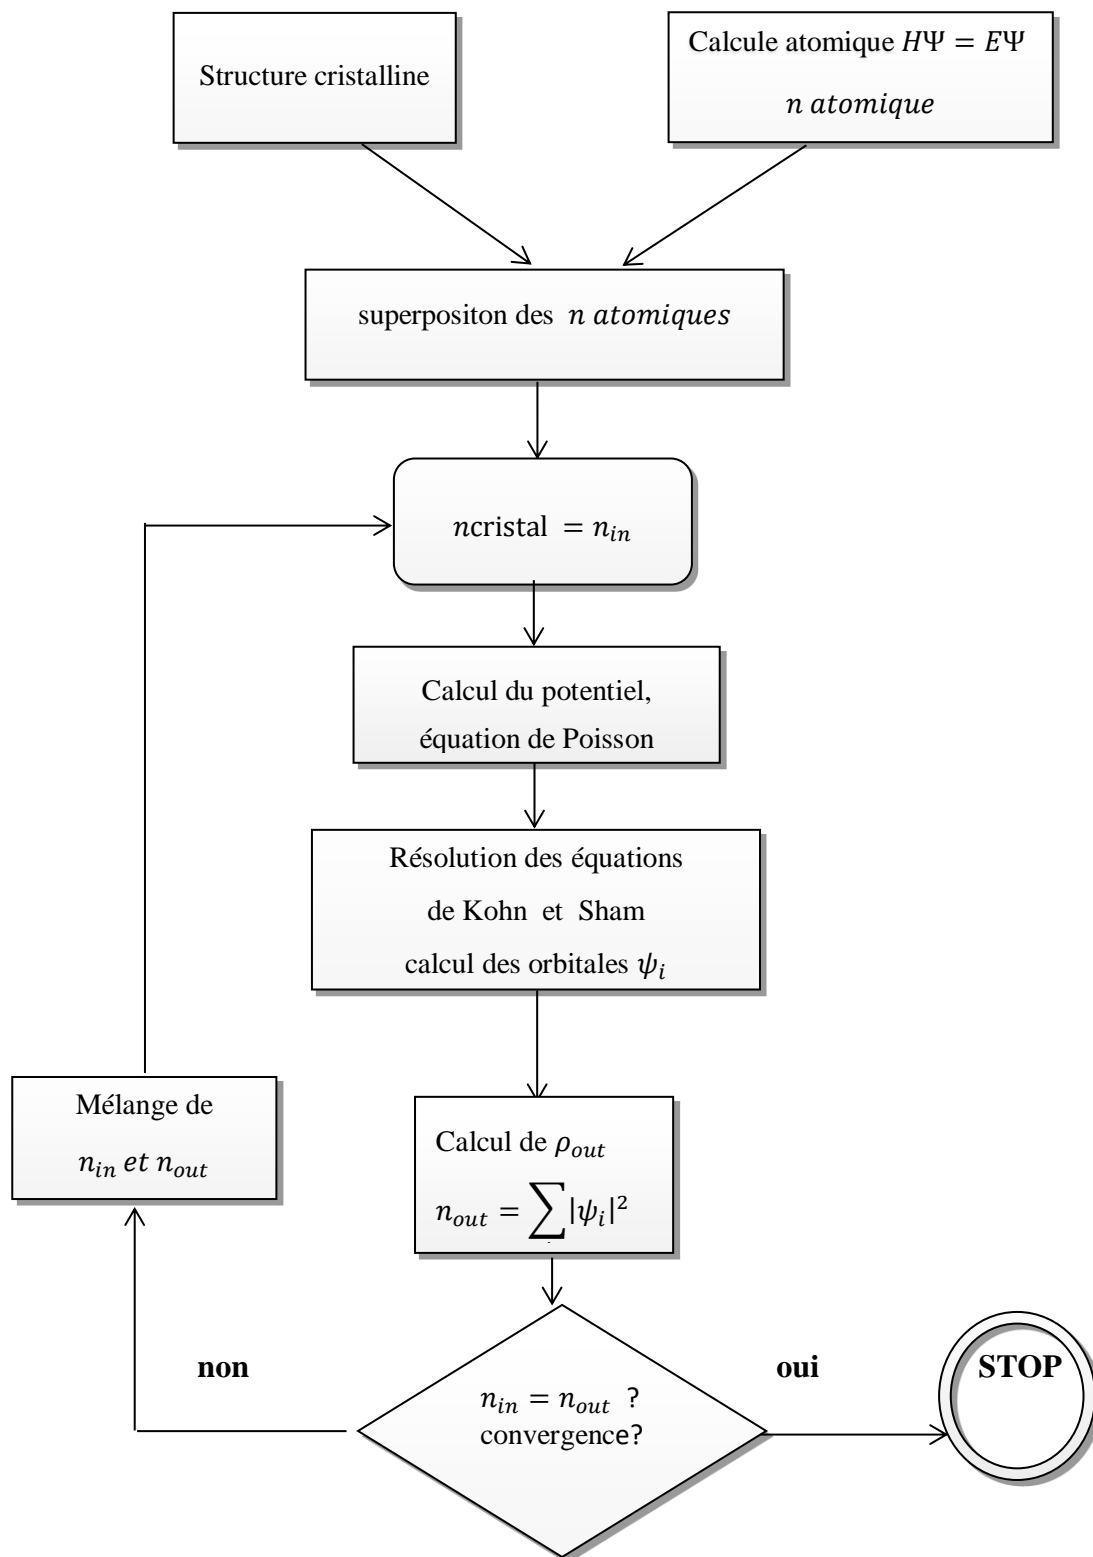 Structure cristalline
Calcule atomique HΨ = EΨ
n atomique
superpositon des n atomiques
ncristal = n_in
Calcul du potentiel,
équation de Poisson
Résolution des équations
de Kohn et Sham
calcul des orbitales ψ_i
Mélange de
n_in et n_out
Calcul de ρ_out
n_out = ∑|ψ_i|²
non
oui
STOP
n_in = n_out ?
convergence?